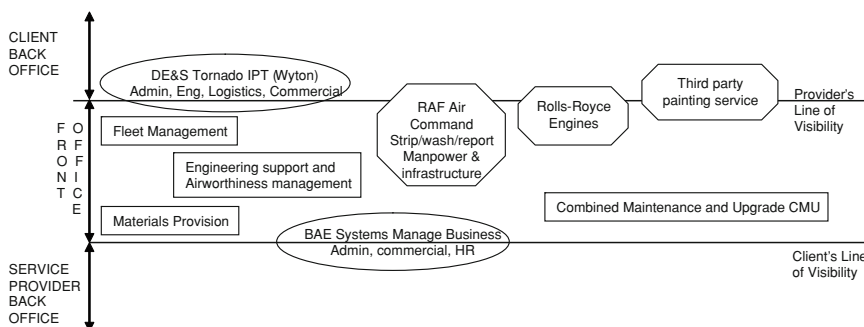 CLIENT
BACK
OFFICE
DE&S Tornado IPT (Wyton)
Admin, Eng, Logistics, Commercial
RAF Air
Command
Strip/wash/report
Manpower &
infrastructure
Rolls-Royce
Engines
Third party
painting service
Provider's
Line of
Visibility
FRONT
OFFICE
Fleet Management
Engineering support and
Airworthiness management
Materials Provision
Combined Maintenance and Upgrade CMU
BAE Systems Manage Business
Admin, commercial, HR
Client's Line
of Visibility
SERVICE
PROVIDER
BACK
OFFICE